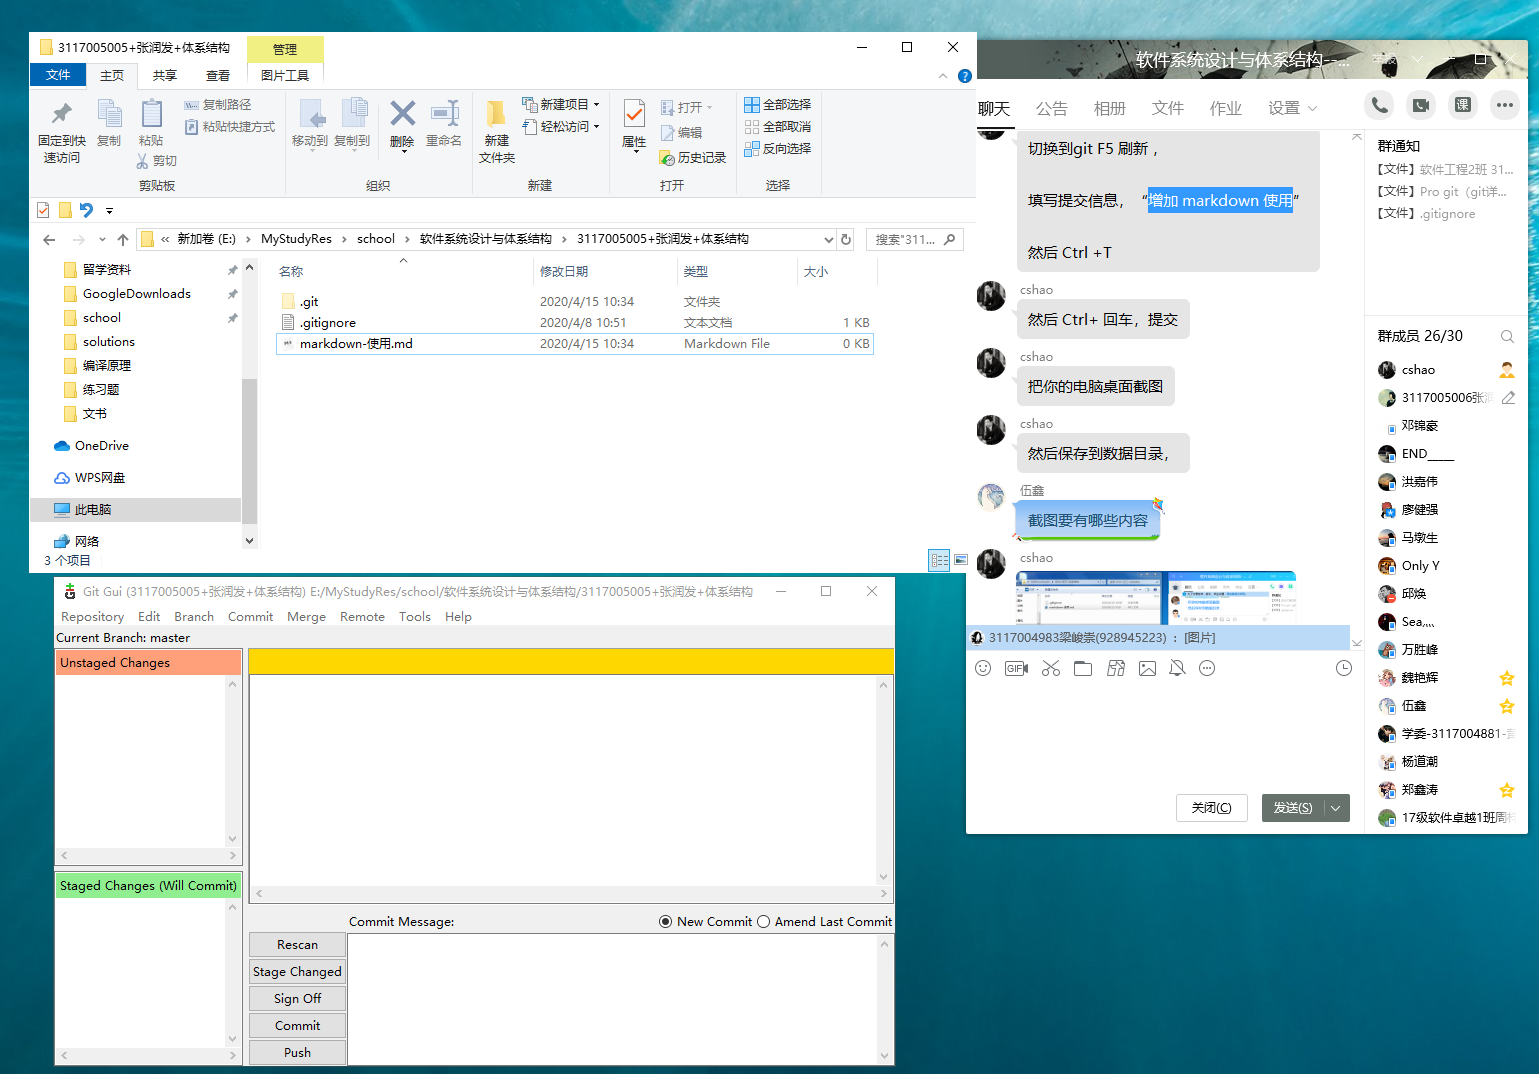 3117005005+张润发+体系结构
管理
文件
主页
共享
查看
图片工具
固定到快速访问
复制
粘贴
复制路径
粘贴快捷方式
剪切
剪贴板
移动到
复制到
删除
重命名
组织
新建
文件夹
新建项目
轻松访问
新建
属性
打开
编辑
历史记录
打开
全部选择
全部取消
反向选择
选择
« 新加卷 (E:) › MyStudyRes › school › 软件系统设计与体系结构 › 3117005005+张润发+体系结构
搜索"311...
留学资料
GoogleDownloads
school
solutions
编译原理
练习题
文书
OneDrive
WPS网盘
此电脑
网络
名称 修改日期 类型 大小
.git 2020/4/15 10:34 文件夹
.gitignore 2020/4/8 10:51 文本文档 1 KB
markdown-使用.md 2020/4/15 10:34 Markdown File 0 KB
3 个项目
Git Gui (3117005005+张润发+体系结构) E:/MyStudyRes/school/软件系统设计与体系结构/3117005005+张润发+体系结构
Repository Edit Branch Commit Merge Remote Tools Help
Current Branch: master
Unstaged Changes
Staged Changes (Will Commit)
Commit Message:
New Commit
Amend Last Commit
Rescan
Stage Changed
Sign Off
Commit
Push
软件系统设计与体系结构--...
聊天 公告 相册 文件 作业 设置
课
切换到git F5 刷新，
填写提交信息， “增加 markdown 使用”
然后 Ctrl +T
cshao
然后 Ctrl+ 回车，提交
cshao
把你的电脑桌面截图
cshao
然后保存到数据目录，
伍鑫
截图要有哪些内容
cshao
3117004983梁峻崇(928945223) ：[图片]
GIF
关闭(C)
发送(S)
群通知
【文件】软件工程2班 31...
【文件】Pro git（git详...
【文件】.gitignore
群成员 26/30
cshao
3117005006张润
邓锦豪
END_____
洪嘉伟
廖健强
马墩生
Only Y
邱焕
Sea,,,,
万胜峰
魏艳辉
伍鑫
学委-3117004881-
杨道潮
郑鑫涛
17级软件卓越1班周